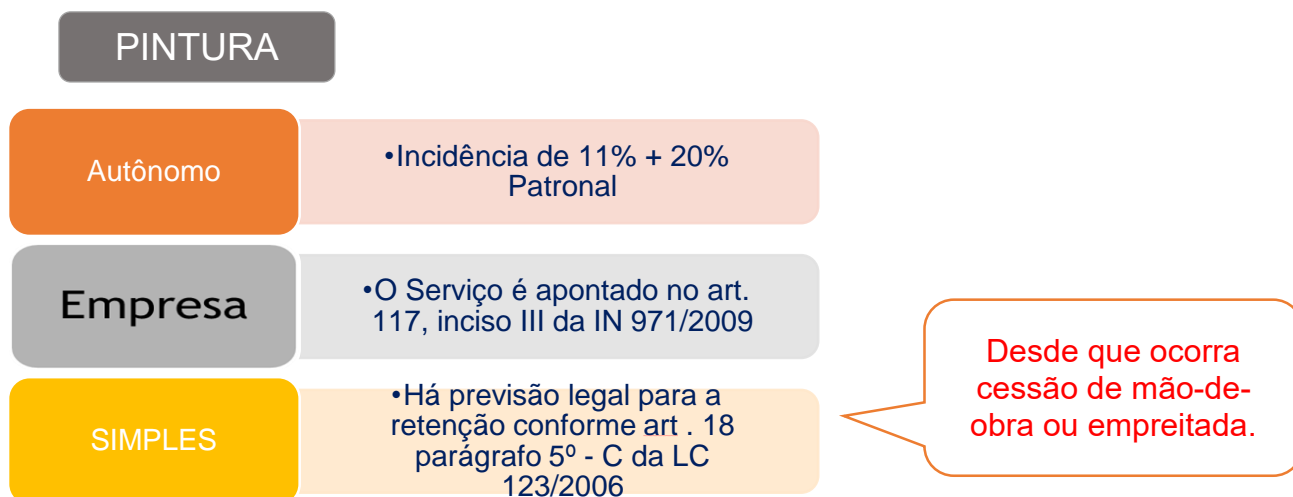 PINTURA
Autônomo
•Incidência de 11% + 20%
Patronal
Empresa
•O Serviço é apontado no art.
117, inciso III da IN 971/2009
SIMPLES
•Há previsão legal para a
retenção conforme art . 18
parágrafo 5º - C da LC
123/2006
Desde que ocorra
cessão de mão-de-
obra ou empreitada.